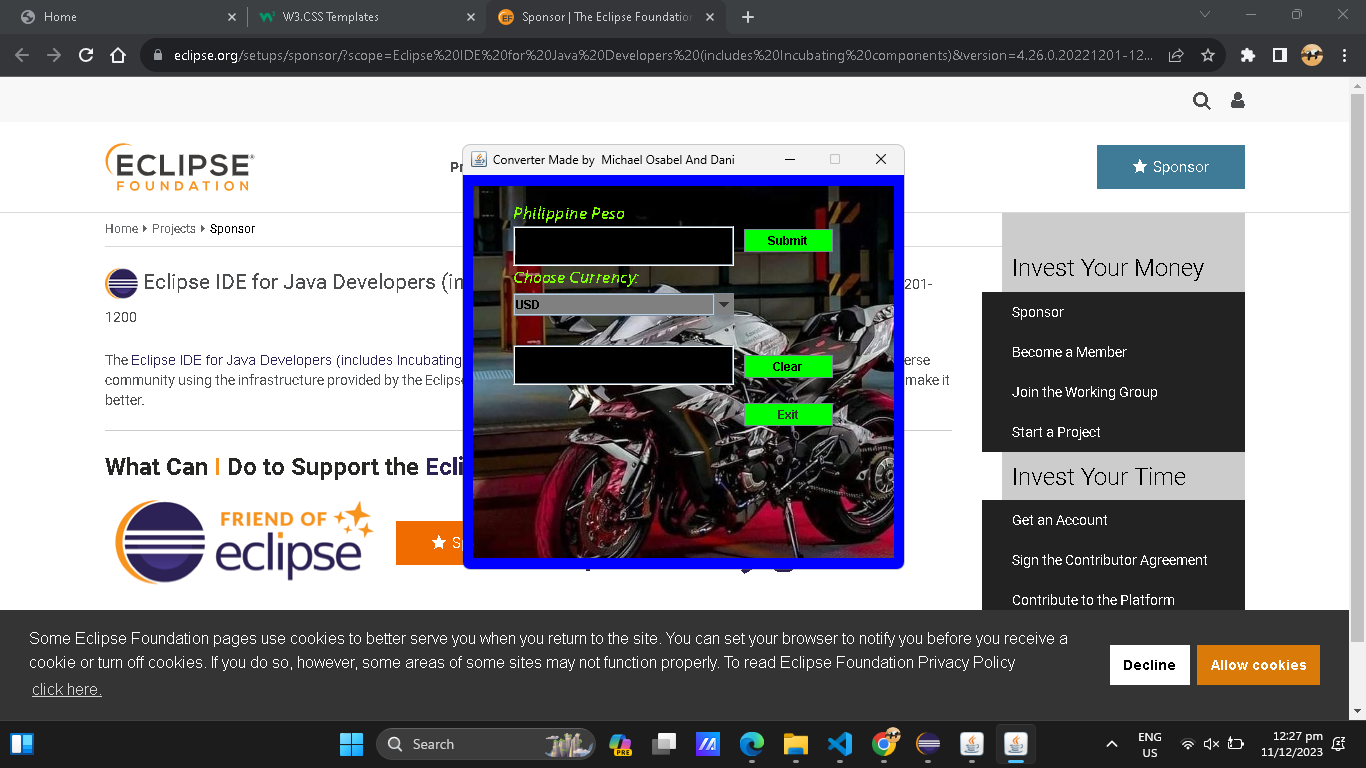 Home
W3.CSS Templates
Sponsor | The Eclipse Foundation
eclipse.org/setups/sponsor/?scope=Eclipse%20IDE%20for%20Java%20Developers%20(includes%20Incubating%20components)&version=4.26.0.20221201-12...
ECLIPSE
FOUNDATION
Sponsor
Home
Projects
Sponsor
Eclipse IDE for Java Developers (in
201-
1200
The Eclipse IDE for Java Developers (includes Incubating
erse
community using the infrastructure provided by the Eclipse
make it
better.
What Can I Do to Support the Ecli
FRIEND OF
eclipse
Converter Made by Michael Osabel And Dani
Philippine Peso
Submit
Choose Currency:
USD
Clear
Exit
Invest Your Money
Sponsor
Become a Member
Join the Working Group
Start a Project
Invest Your Time
Get an Account
Sign the Contributor Agreement
Contribute to the Platform
Some Eclipse Foundation pages use cookies to better serve you when you return to the site. You can set your browser to notify you before you receive a
cookie or turn off cookies. If you do so, however, some areas of some sites may not function properly. To read Eclipse Foundation Privacy Policy
click here.
Decline
Allow cookies
Search
PRE
ENG
US
12:27 pm
11/12/2023